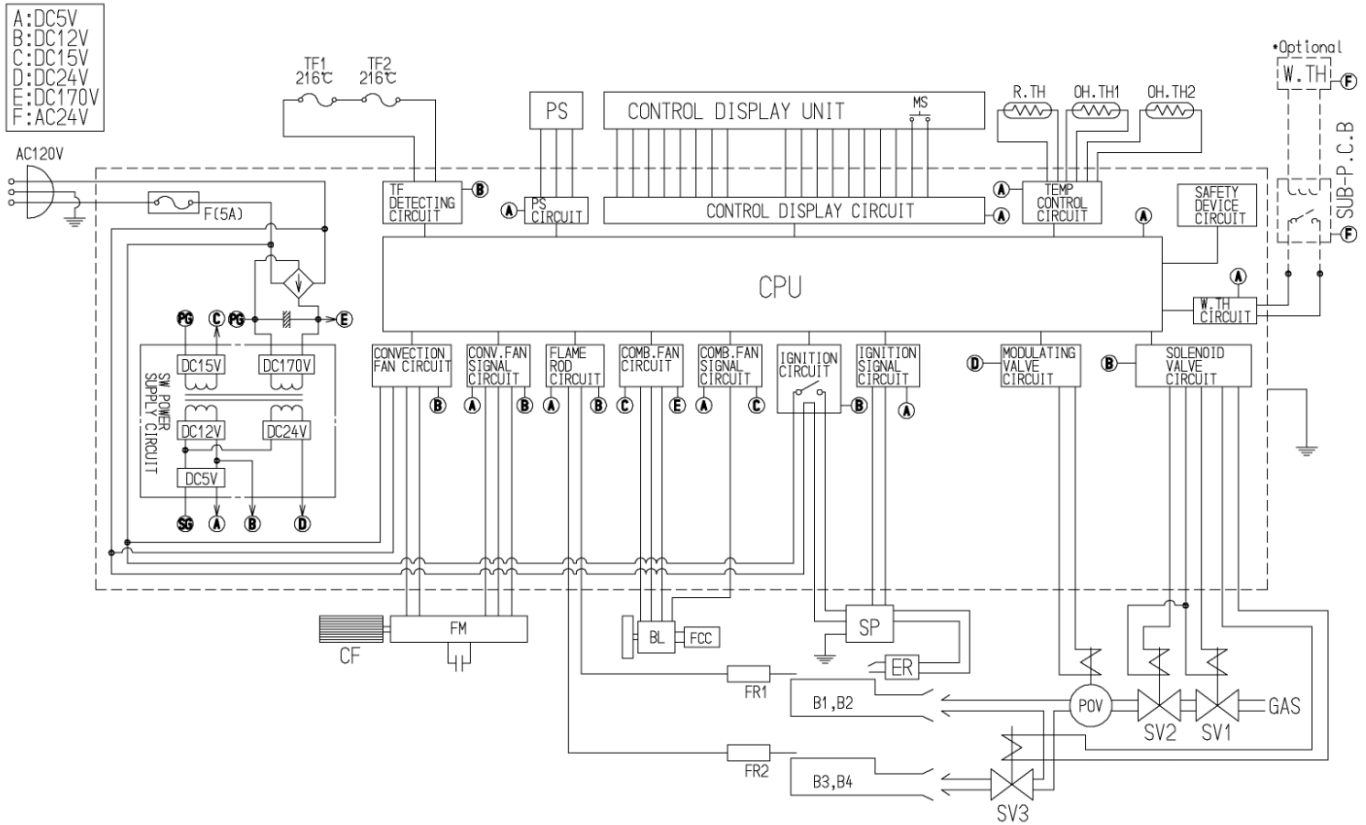 A:DC5V
B:DC12V
C:DC15V
D:DC24V
E:DC170V
F:AC24V
AC120V
F(5A)
TF1
216℃
TF2
216℃
PS
CONTROL DISPLAY UNIT
MS
R.TH
OH.TH1
OH.TH2
*Optional
W.TH
F
SUB-P.C.B
F
TF
DETECTING
CIRCUIT
B
A
PS
CIRCUIT
CONTROL DISPLAY CIRCUIT
A
A
TEMP
CONTROL
CIRCUIT
A
SAFETY
DEVICE
CIRCUIT
CPU
A
W.TH
CIRCUIT
PG
C
PG
E
DC15V
DC170V
SW POWER
SUPPLY CIRCUIT
DC12V
DC24V
DC5V
SG
A
B
D
CONVECTION
FAN CIRCUIT
B
CONV.FAN
SIGNAL
CIRCUIT
A
B
FLAME
ROD
CIRCUIT
A
B
COMB.FAN
CIRCUIT
C
E
COMB.FAN
SIGNAL
CIRCUIT
A
C
IGNITION
CIRCUIT
B
IGNITION
SIGNAL
CIRCUIT
A
D
MODULATING
VALVE
CIRCUIT
B
SOLENOID
VALVE
CIRCUIT
CF
FM
BL
FCC
SP
ER
FR1
B1,B2
POV
SV2
SV1
GAS
FR2
B3,B4
SV3